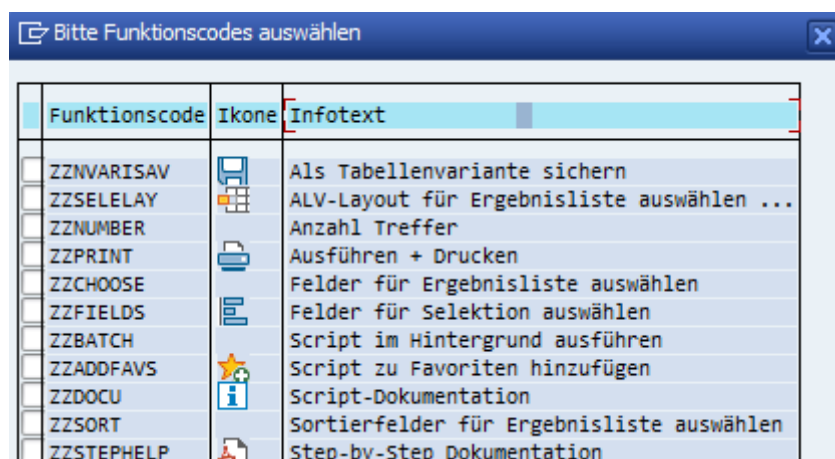 Bitte Funktionscodes auswählen
Funktionscode Ikone Infotext
ZZNVARISAV Als Tabellenvariante sichern
ZZSELELAY ALV-Layout für Ergebnisliste auswählen ...
ZZNUMBER Anzahl Treffer
ZZPRINT Ausführen + Drucken
ZZCHOOSE Felder für Ergebnisliste auswählen
ZZFIELDS Felder für Selektion auswählen
ZZBATCH Script im Hintergrund ausführen
ZZADDFAVS Script zu Favoriten hinzufügen
ZZDOCU Script-Dokumentation
ZZSORT Sortierfelder für Ergebnisliste auswählen
ZZSTEPHELP Step-by-Step Dokumentation